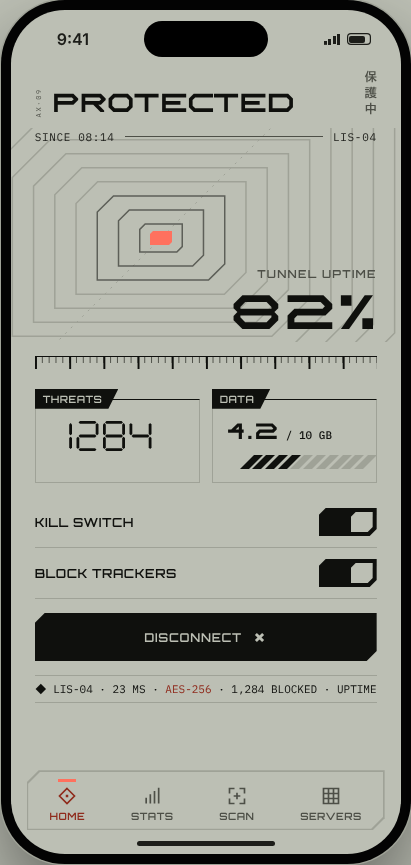 9:41
AX-09
PROTECTED
保護中
SINCE 08:14
LIS-04
TUNNEL UPTIME
82%
THREATS
1284
DATA
4.2 / 10 GB
KILL SWITCH
BLOCK TRACKERS
DISCONNECT ✖
◆ LIS-04 · 23 MS · AES-256 · 1,284 BLOCKED · UPTIME
HOME
STATS
SCAN
SERVERS